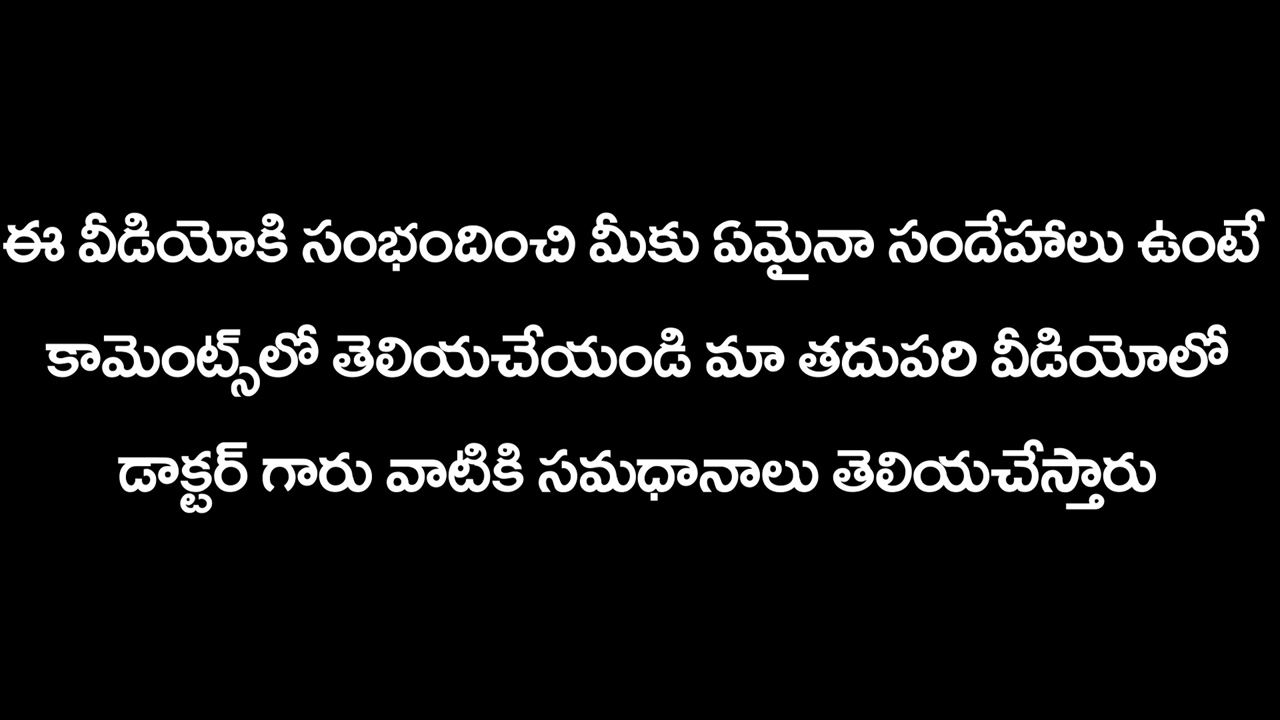 ఈ వీడియోకి సంభందించి మీకు ఏమైనా సందేహాలు ఉంటే
కామెంట్స్‌లో తెలియచేయండి మా తదుపరి వీడియోలో
డాక్టర్ గారు వాటికి సమధానాలు తెలియచేస్తారు